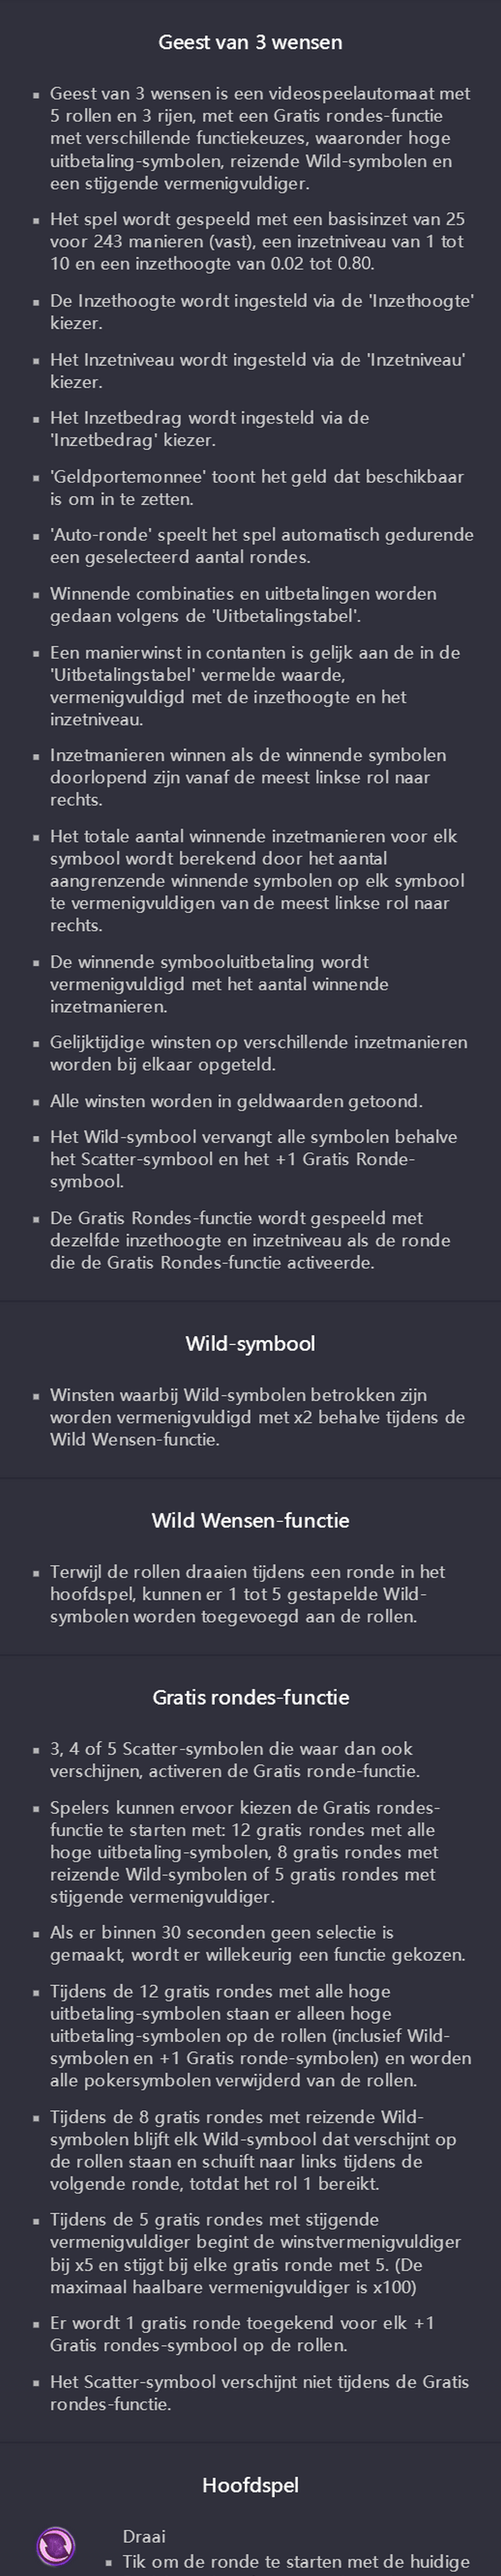 Geest van 3 wensen
Geest van 3 wensen is een videospeelautomaat met
5 rollen en 3 rijen, met een Gratis rondes-functie
met verschillende functiekeuzes, waaronder hoge
uitbetaling-symbolen, reizende Wild-symbolen en
een stijgende vermenigvuldiger.
Het spel wordt gespeeld met een basisinzet van 25
voor 243 manieren (vast), een inzetniveau van 1 tot
10 en een inzethoogte van 0.02 tot 0.80.
De Inzethoogte wordt ingesteld via de 'Inzethoogte'
kiezer.
Het Inzetniveau wordt ingesteld via de 'Inzetniveau'
kiezer.
Het Inzetbedrag wordt ingesteld via de
'Inzetbedrag' kiezer.
'Geldportemonnee' toont het geld dat beschikbaar
is om in te zetten.
'Auto-ronde' speelt het spel automatisch gedurende
een geselecteerd aantal rondes.
Winnende combinaties en uitbetalingen worden
gedaan volgens de 'Uitbetalingstabel'.
Een manierwinst in contanten is gelijk aan de in de
'Uitbetalingstabel' vermelde waarde,
vermenigvuldigd met de inzethoogte en het
inzetniveau.
Inzetmanieren winnen als de winnende symbolen
doorlopend zijn vanaf de meest linkse rol naar
rechts.
Het totale aantal winnende inzetmanieren voor elk
symbool wordt berekend door het aantal
aangrenzende winnende symbolen op elk symbool
te vermenigvuldigen van de meest linkse rol naar
rechts.
De winnende symbooluitbetaling wordt
vermenigvuldigd met het aantal winnende
inzetmanieren.
Gelijktijdige winsten op verschillende inzetmanieren
worden bij elkaar opgeteld.
Alle winsten worden in geldwaarden getoond.
Het Wild-symbool vervangt alle symbolen behalve
het Scatter-symbool en het +1 Gratis Ronde-
symbool.
De Gratis Rondes-functie wordt gespeeld met
dezelfde inzethoogte en inzetniveau als de ronde
die de Gratis Rondes-functie activeerde.
Wild-symbool
Winsten waarbij Wild-symbolen betrokken zijn
worden vermenigvuldigd met x2 behalve tijdens de
Wild Wensen-functie.
Wild Wensen-functie
Terwijl de rollen draaien tijdens een ronde in het
hoofdspel, kunnen er 1 tot 5 gestapelde Wild-
symbolen worden toegevoegd aan de rollen.
Gratis rondes-functie
3, 4 of 5 Scatter-symbolen die waar dan ook
verschijnen, activeren de Gratis ronde-functie.
Spelers kunnen ervoor kiezen de Gratis rondes-
functie te starten met: 12 gratis rondes met alle
hoge uitbetaling-symbolen, 8 gratis rondes met
reizende Wild-symbolen of 5 gratis rondes met
stijgende vermenigvuldiger.
Als er binnen 30 seconden geen selectie is
gemaakt, wordt er willekeurig een functie gekozen.
Tijdens de 12 gratis rondes met alle hoge
uitbetaling-symbolen staan er alleen hoge
uitbetaling-symbolen op de rollen (inclusief Wild-
symbolen en +1 Gratis ronde-symbolen) en worden
alle pokersymbolen verwijderd van de rollen.
Tijdens de 8 gratis rondes met reizende Wild-
symbolen blijft elk Wild-symbool dat verschijnt op
de rollen staan en schuift naar links tijdens de
volgende ronde, totdat het rol 1 bereikt.
Tijdens de 5 gratis rondes met stijgende
vermenigvuldiger begint de winstvermenigvuldiger
bij x5 en stijgt bij elke gratis ronde met 5. (De
maximaal haalbare vermenigvuldiger is x100)
Er wordt 1 gratis ronde toegekend voor elk +1
Gratis rondes-symbool op de rollen.
Het Scatter-symbool verschijnt niet tijdens de Gratis
rondes-functie.
Hoofdspel
Draai
Tik om de ronde te starten met de huidige